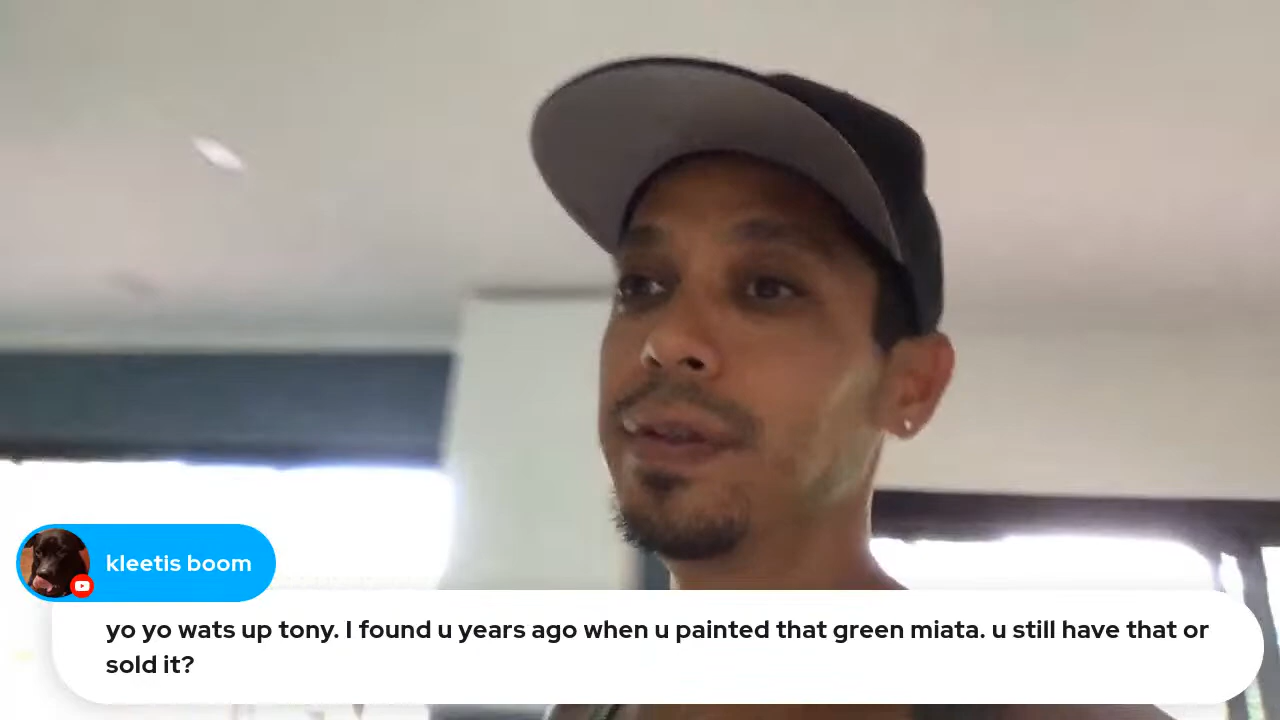 kleetis boom
yo yo wats up tony. I found u years ago when u painted that green miata. u still have that or
sold it?